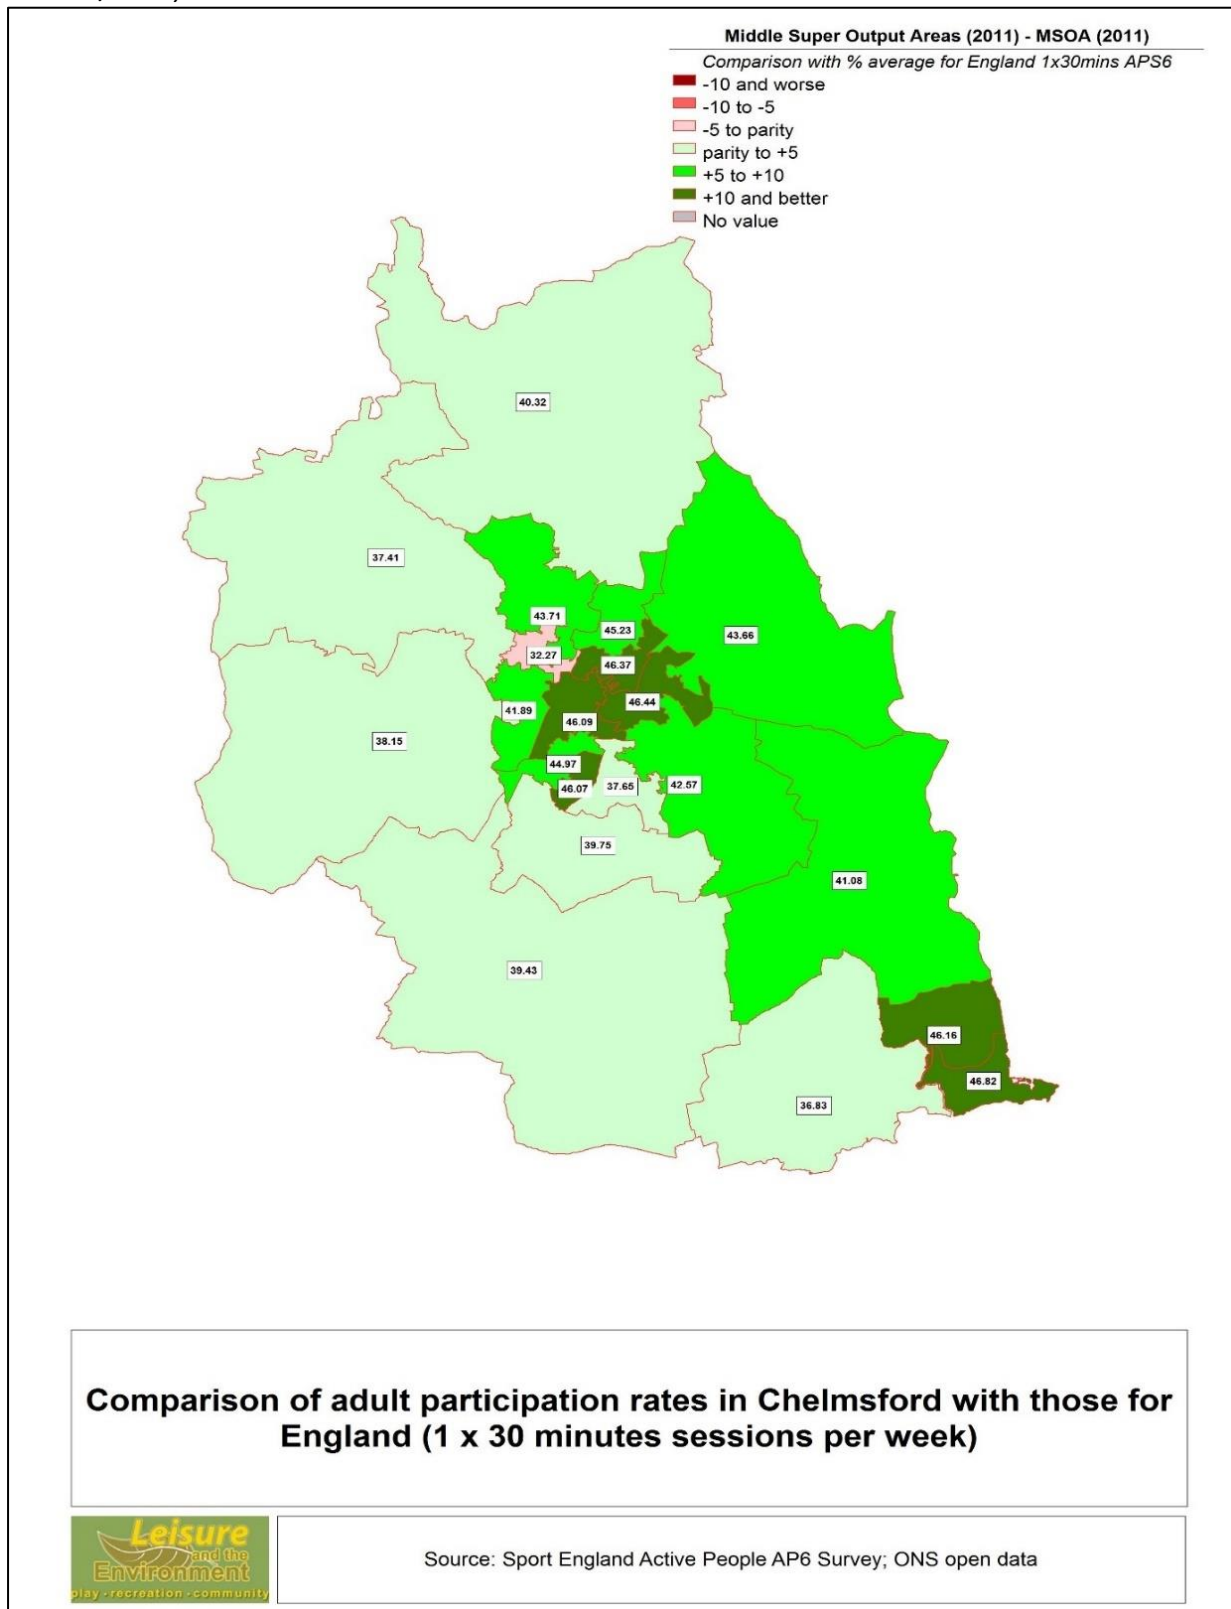 Middle Super Output Areas (2011) - MSOA (2011)
Comparison with % average for England 1x30mins APS6
-10 and worse
-10 to -5
-5 to parity
parity to +5
+5 to +10
+10 and better
No value
40.32
37.41
43.71
45.23
43.66
32.27
46.37
46.44
41.89
46.09
38.15
44.97
46.07
37.65
42.57
39.75
41.08
39.43
46.16
46.82
36.83
Comparison of adult participation rates in Chelmsford with those for
England (1 x 30 minutes sessions per week)
Leisure
and the
Environment
play - recreation - community
Source: Sport England Active People AP6 Survey; ONS open data